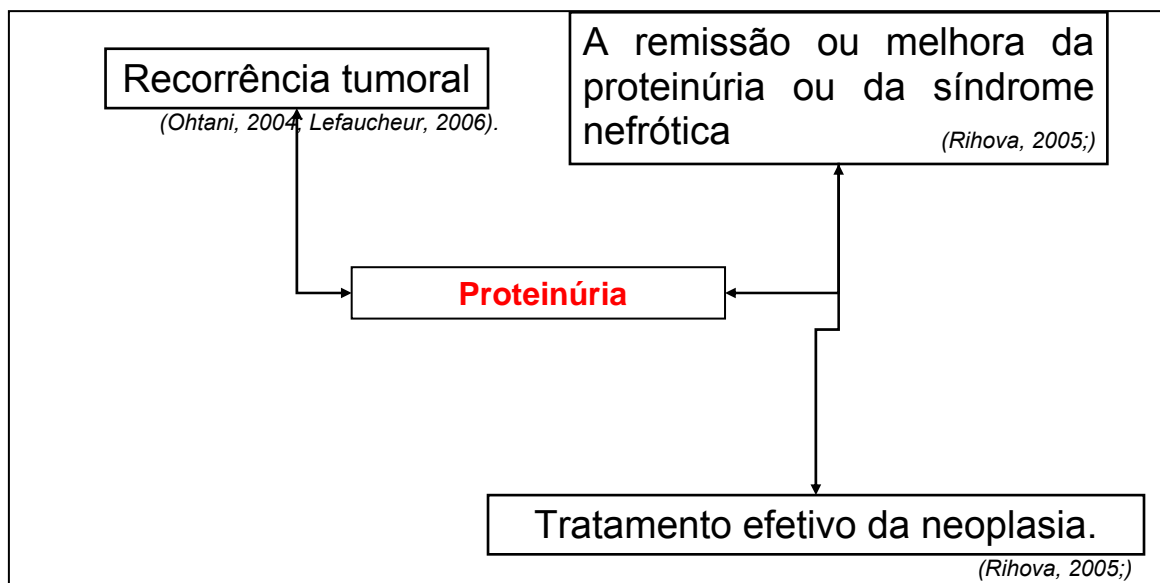 Recorrência tumoral
(Ohtani, 2004; Lefaucheur, 2006).
A remissão ou melhora da
proteinúria ou da síndrome
nefrótica
(Rihova, 2005;)
Proteinúria
Tratamento efetivo da neoplasia.
(Rihova, 2005;)